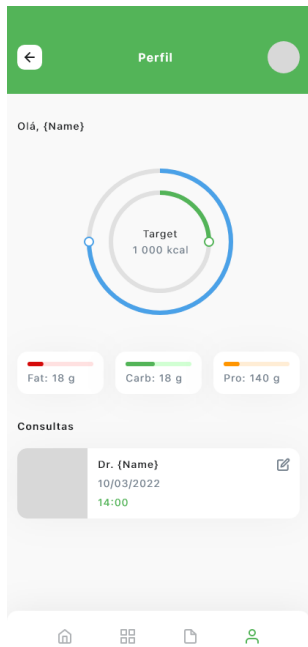 Perfil
Olá, {Name}
Target
1 000 kcal
Fat: 18 g
Carb: 18 g
Pro: 140 g
Consultas
Dr. {Name}
10/03/2022
14:00